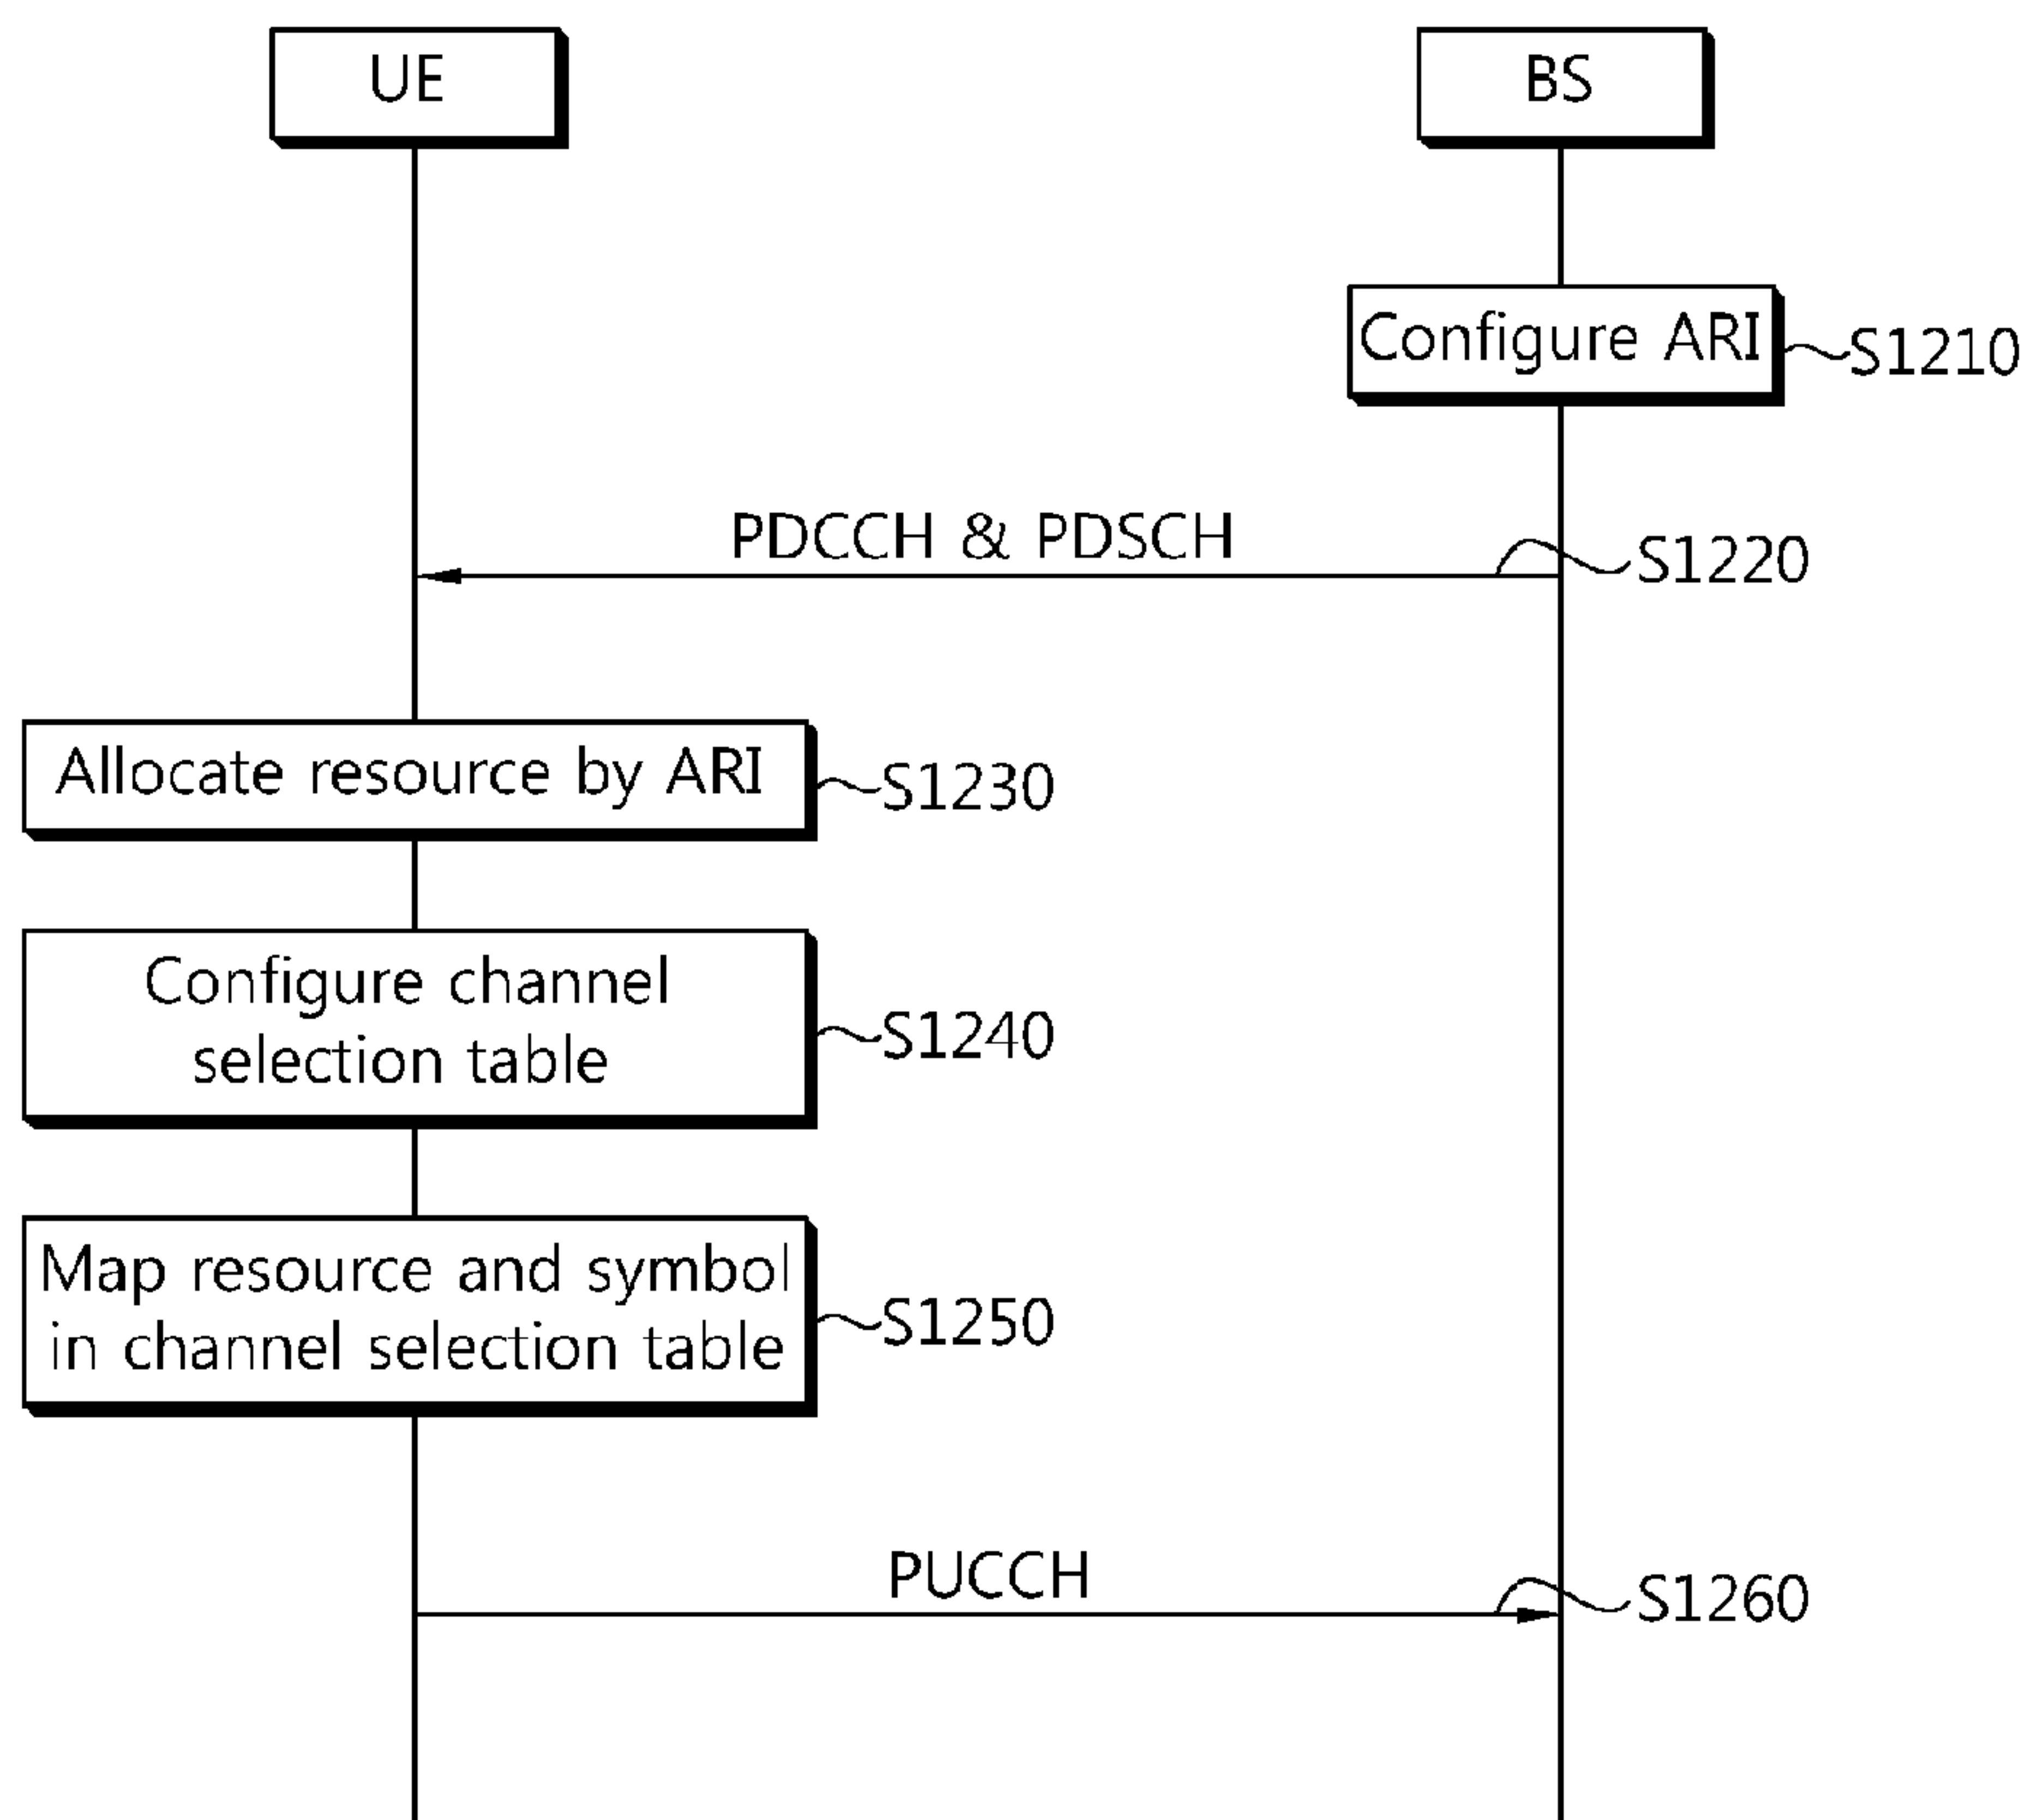 UE
BS
Configure ARI
S1210
PDCCH & PDSCH
S1220
Allocate resource by ARI
S1230
Configure channel
selection table
S1240
Map resource and symbol
in channel selection table
S1250
PUCCH
S1260